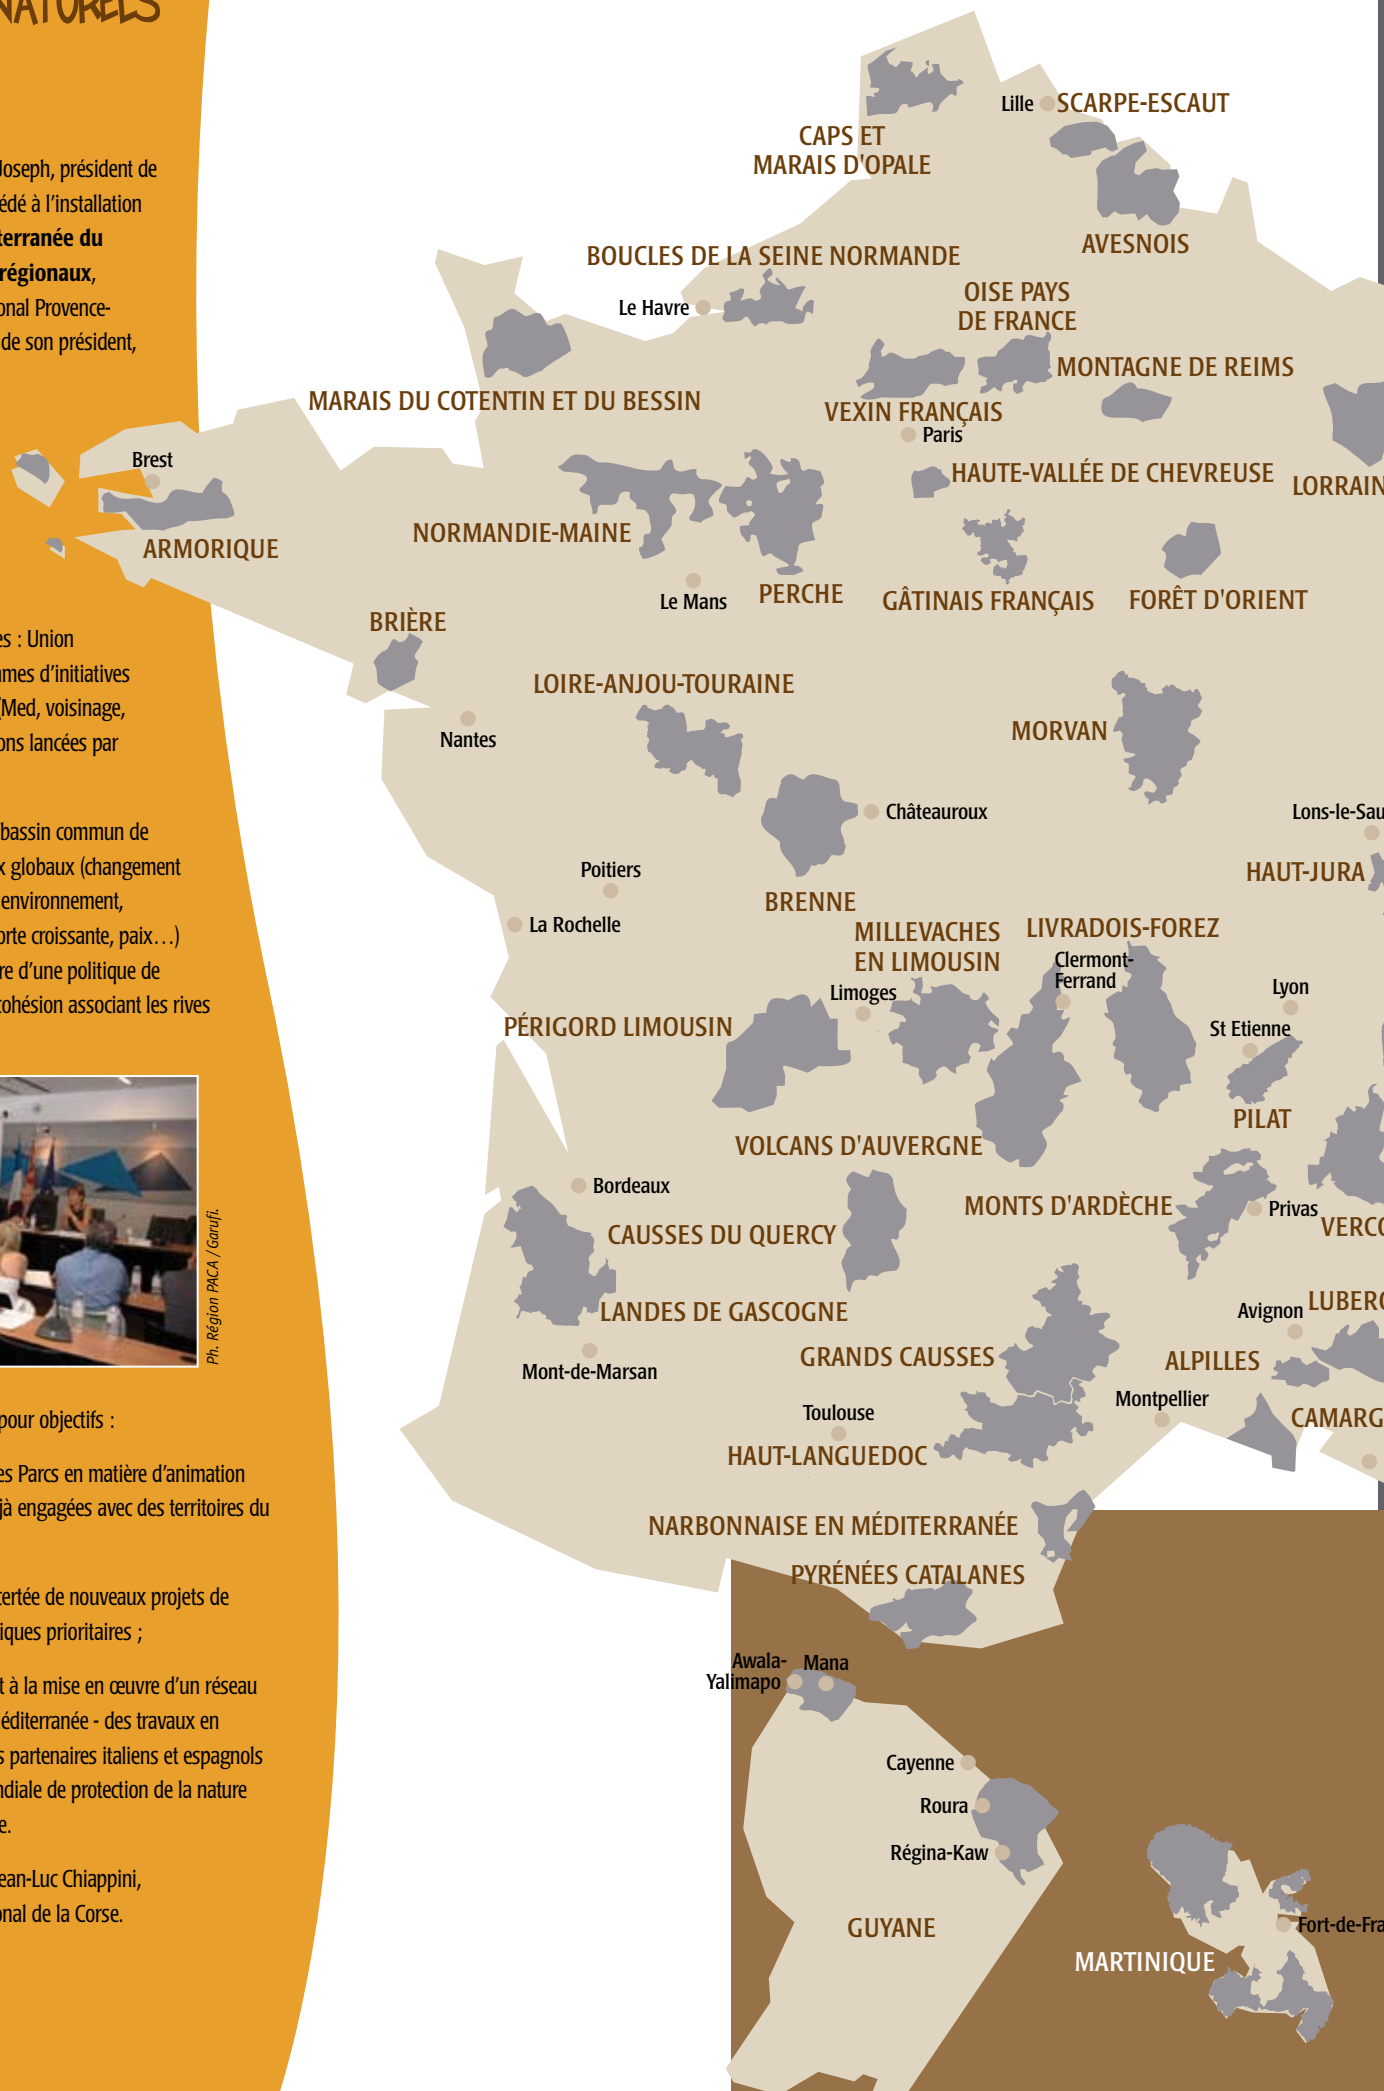 NATURELS
Joseph, président de
édé à l'installation
terranée du
régionaux,
onal Provence-
de son président,
es : Union
mes d'initiatives
(Med, voisinage,
ons lancées par
bassin commun de
x globaux (changement
environnement,
orte croissante, paix…)
re d'une politique de
cohésion associant les rives
Ph. Région PACA / Garufi.
pour objectifs :
es Parcs en matière d'animation
jà engagées avec des territoires du
certée de nouveaux projets de
iques prioritaires ;
t à la mise en œuvre d'un réseau
éditerranée - des travaux en
s partenaires italiens et espagnols
ndiale de protection de la nature
e.
ean-Luc Chiappini,
onal de la Corse.
Lille
SCARPE-ESCAUT
CAPS ET
MARAIS D'OPALE
AVESNOIS
BOUCLES DE LA SEINE NORMANDE
Le Havre
OISE PAYS
DE FRANCE
MONTAGNE DE REIMS
MARAIS DU COTENTIN ET DU BESSIN
VEXIN FRANÇAIS
Paris
Brest
HAUTE-VALLÉE DE CHEVREUSE
LORRAIN
NORMANDIE-MAINE
ARMORIQUE
Le Mans
PERCHE
GÂTINAIS FRANÇAIS
FORÊT D'ORIENT
BRIÈRE
LOIRE-ANJOU-TOURAINE
Nantes
MORVAN
Châteauroux
Lons-le-Sau
Poitiers
HAUT-JURA
BRENNE
La Rochelle
MILLEVACHES
EN LIMOUSIN
LIVRADOIS-FOREZ
Clermont-
Ferrand
Limoges
Lyon
PÉRIGORD LIMOUSIN
St Etienne
PILAT
VOLCANS D'AUVERGNE
Bordeaux
MONTS D'ARDÈCHE
Privas
VERCO
CAUSSES DU QUERCY
LANDES DE GASCOGNE
Avignon
LUBERO
Mont-de-Marsan
GRANDS CAUSSES
ALPILLES
Montpellier
Toulouse
CAMARG
HAUT-LANGUEDOC
NARBONNAISE EN MÉDITERRANÉE
PYRÉNÉES CATALANES
Awala-
Yalimapo
Mana
Cayenne
Roura
Régina-Kaw
GUYANE
Fort-de-Fra
MARTINIQUE